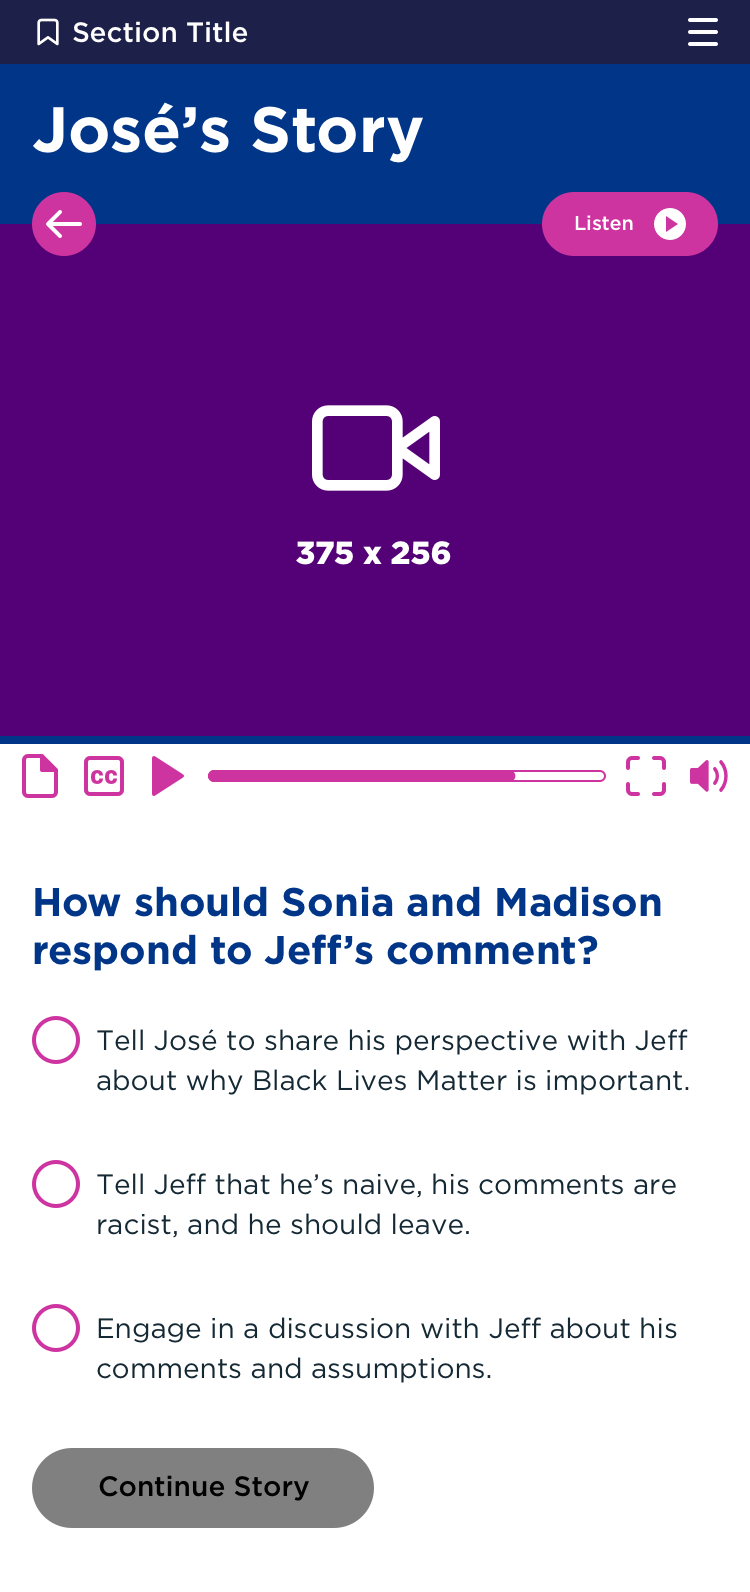 Section Title
José’s Story
Listen
375 x 256
CC
How should Sonia and Madison
respond to Jeff’s comment?
Tell José to share his perspective with Jeff
about why Black Lives Matter is important.
Tell Jeff that he’s naive, his comments are
racist, and he should leave.
Engage in a discussion with Jeff about his
comments and assumptions.
Continue Story